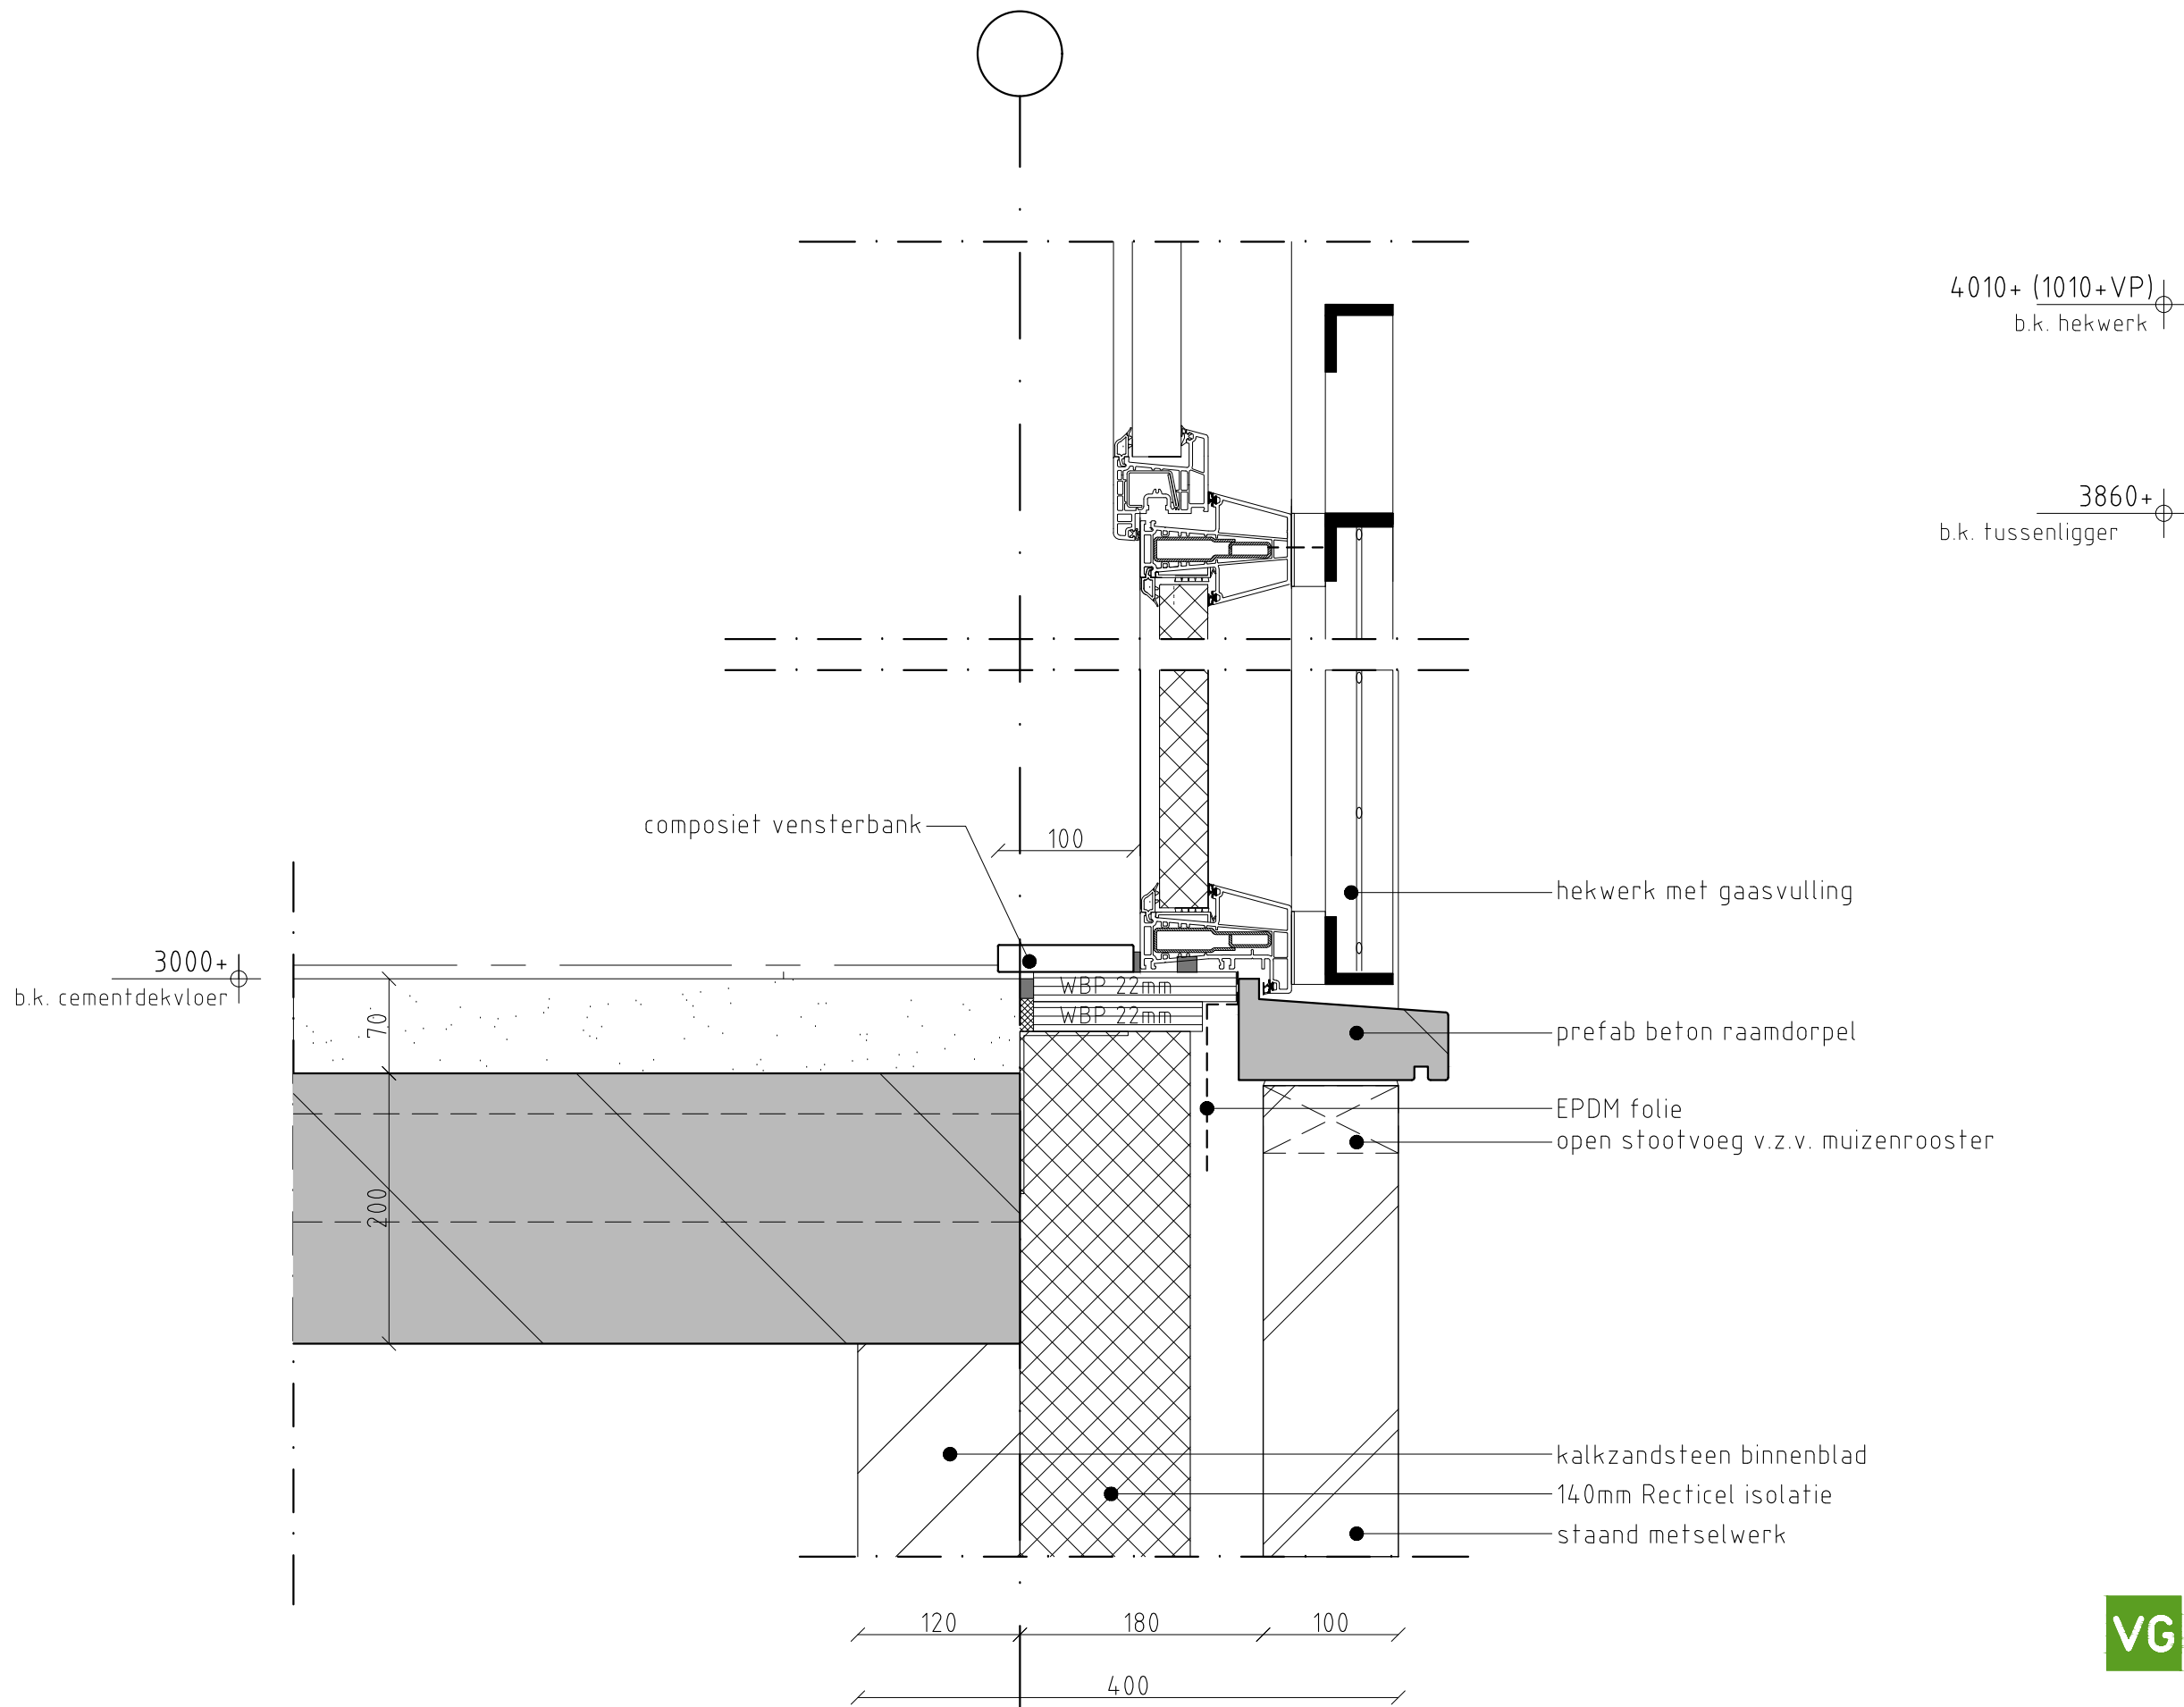 4010+ (1010+VP)
b.k. hekwerk
3860+
b.k. tussenligger
composiet vensterbank
100
hekwerk met gaasvulling
3000+
b.k. cementdekvloer
WBP 22mm
WBP 22mm
70
prefab beton raamdorpel
EPDM folie
open stootvoeg v.z.v. muizenrooster
200
kalkzandsteen binnenblad
140mm Recticel isolatie
staand metselwerk
120
180
100
400
VG